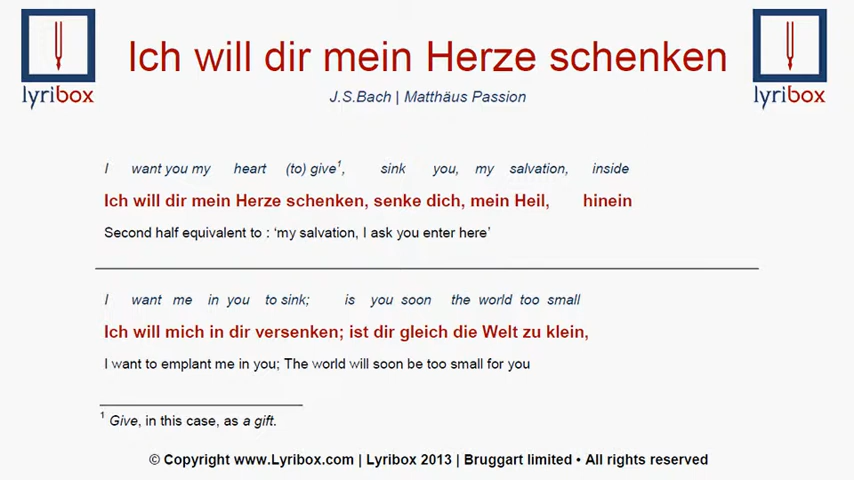 Ich will dir mein Herze schenken
lyribox
lyribox
J.S.Bach | Matthäus Passion
I want you my heart (to) give¹, sink you, my salvation, inside
Ich will dir mein Herze schenken, senke dich, mein Heil, hinein
Second half equivalent to : ‘my salvation, I ask you enter here’
I want me in you to sink; is you soon the world too small
Ich will mich in dir versenken; ist dir gleich die Welt zu klein,
I want to emplant me in you; The world will soon be too small for you
¹ Give, in this case, as a gift.
© Copyright www.Lyribox.com | Lyribox 2013 | Bruggart limited • All rights reserved